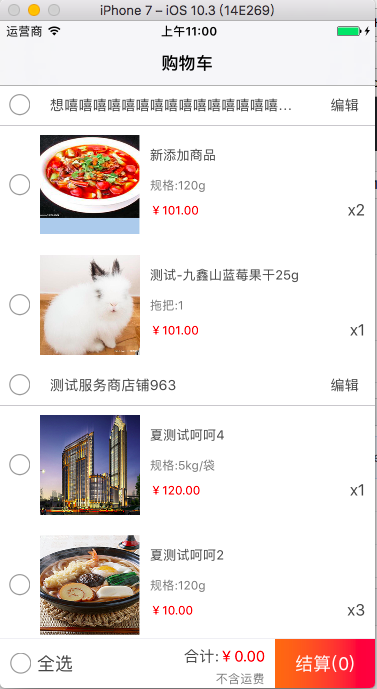 iPhone 7 – iOS 10.3 (14E269)
运营商 上午11:00
购物车
想嘻嘻嘻嘻嘻嘻嘻嘻嘻嘻嘻嘻嘻嘻嘻... 编辑
新添加商品
规格:120g
￥101.00 x2
测试-九鑫山蓝莓果干25g
拖把:1
￥101.00 x1
测试服务商店铺963 编辑
夏测试呵呵4
规格:5kg/袋
￥120.00 x1
夏测试呵呵2
规格:120g
￥10.00 x3
全选 合计:￥0.00 结算(0)
不含运费